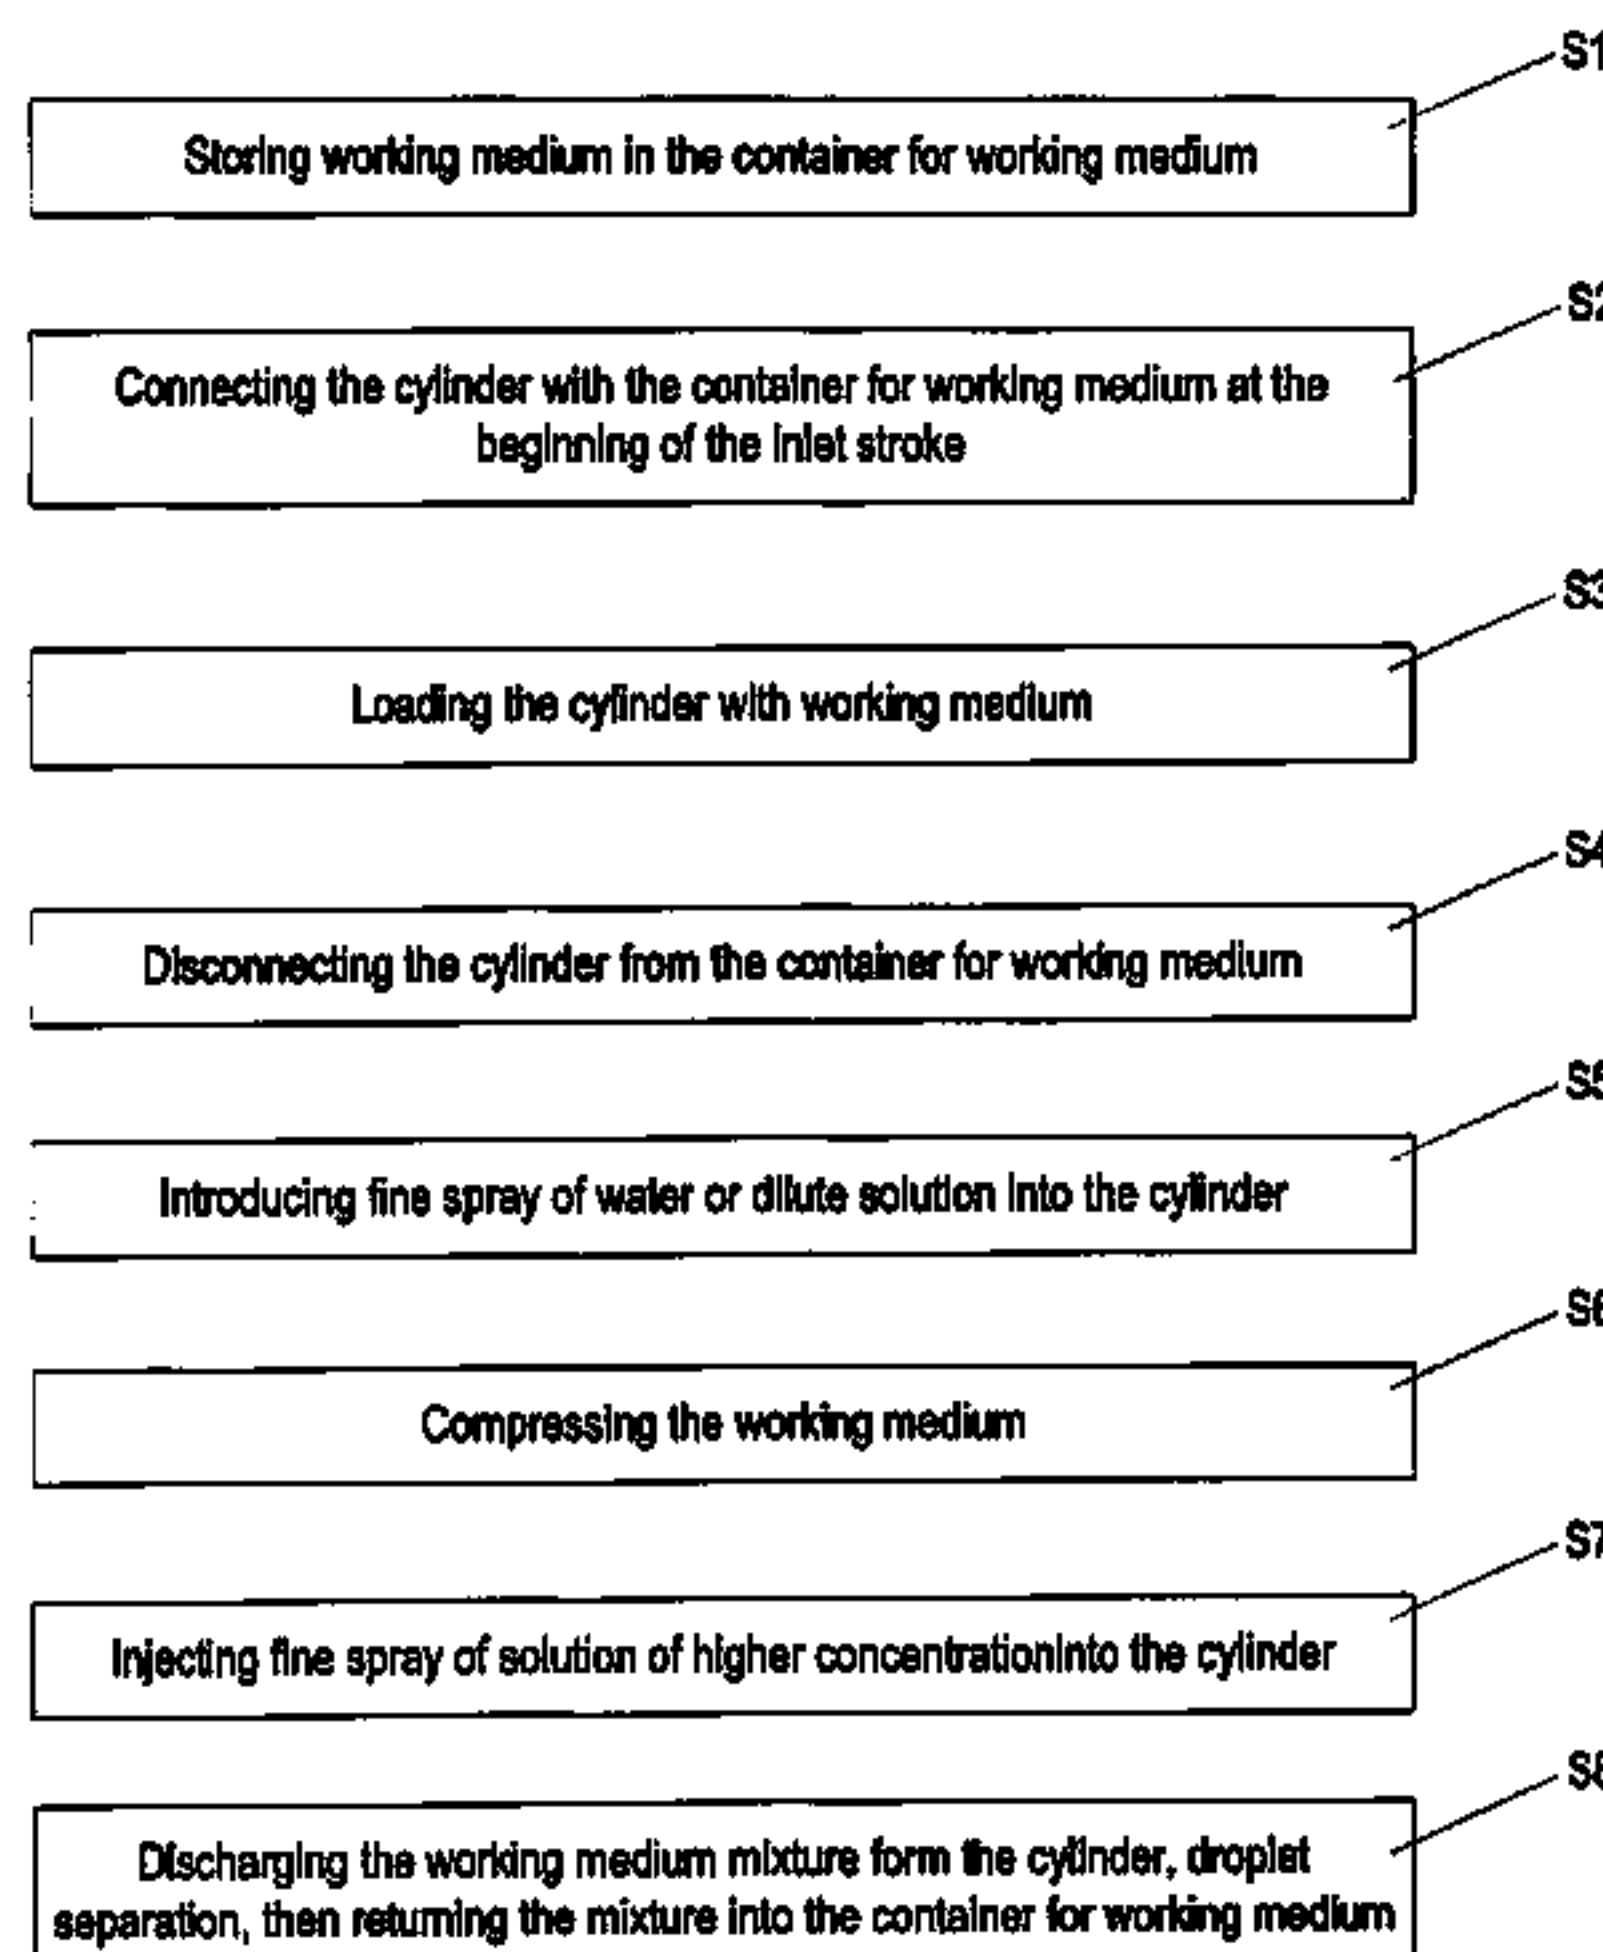 S1
Storing working medium in the container for working medium
S2
Connecting the cylinder with the container for working medium at the
beginning of the inlet stroke
S3
Loading the cylinder with working medium
S4
Disconnecting the cylinder from the container for working medium
S5
Introducing fine spray of water or dilute solution into the cylinder
S6
Compressing the working medium
S7
Injecting fine spray of solution of higher concentrationinto the cylinder
S8
Discharging the working medium mixture form the cylinder, droplet
separation, then returning the mixture into the container for working medium